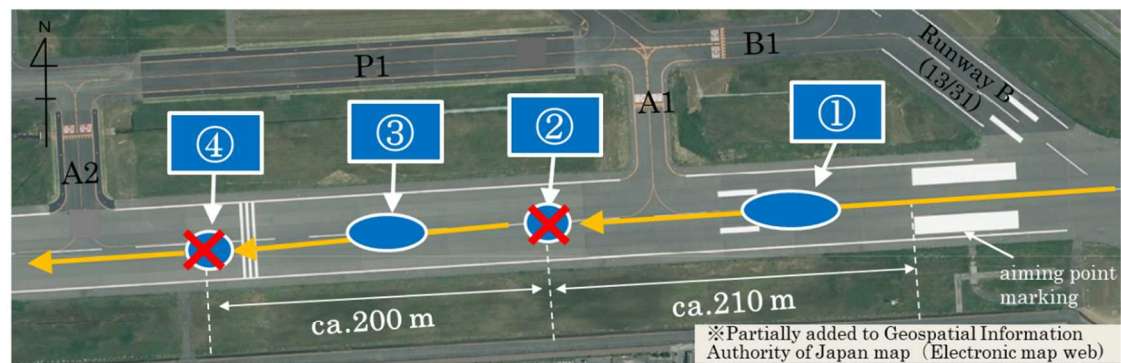 N
P1
B1
Runway B
(13/31)
A1
A2
④
③
②
①
aiming point
marking
ca.200 m
ca.210 m
※Partially added to Geospatial Information
Authority of Japan map（Electronic map web)